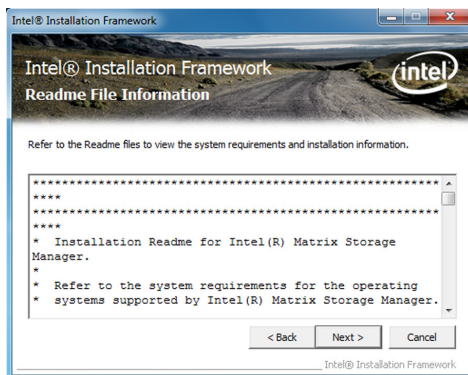 Intel® Installation Framework
Intel® Installation Framework
intel
Readme File Information
Refer to the Readme files to view the system requirements and installation information.
********************************************************
****
********************************************************
****
*  Installation Readme for Intel(R) Matrix Storage
Manager.
*
*  Refer to the system requirements for the operating
*  systems supported by Intel(R) Matrix Storage Manager.
< Back
Next >
Cancel
Intel® Installation Framework